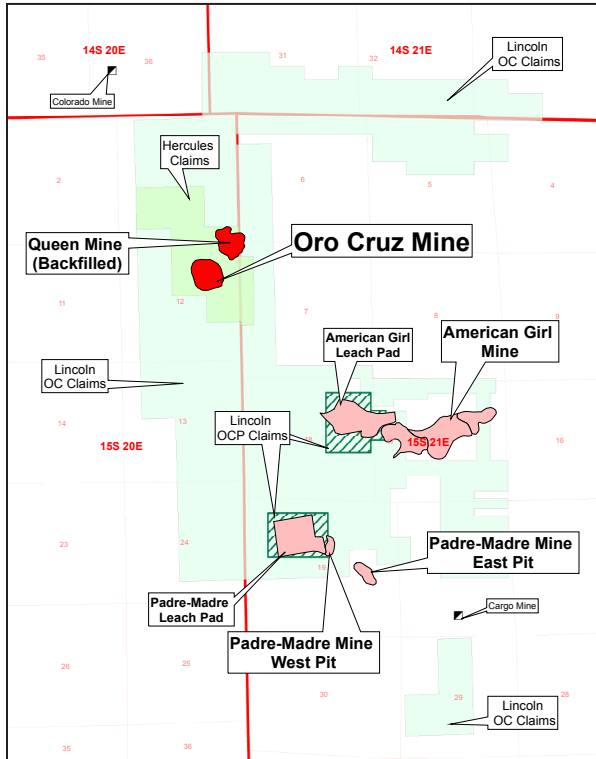 14S 20E
14S 21E
35
36
31
32
Lincoln
OC Claims
Colorado Mine
Hercules
Claims
2
6
5
4
Queen Mine
(Backfilled)
Oro Cruz Mine
11
12
7
8
9
American Girl
Leach Pad
American Girl
Mine
Lincoln
OC Claims
14
13
Lincoln
OCP Claims
18
16
15S 20E
15S 21E
23
24
19
Padre-Madre Mine
East Pit
Padre-Madre
Leach Pad
Cargo Mine
Padre-Madre Mine
West Pit
26
25
30
29
28
Lincoln
OC Claims
35
36